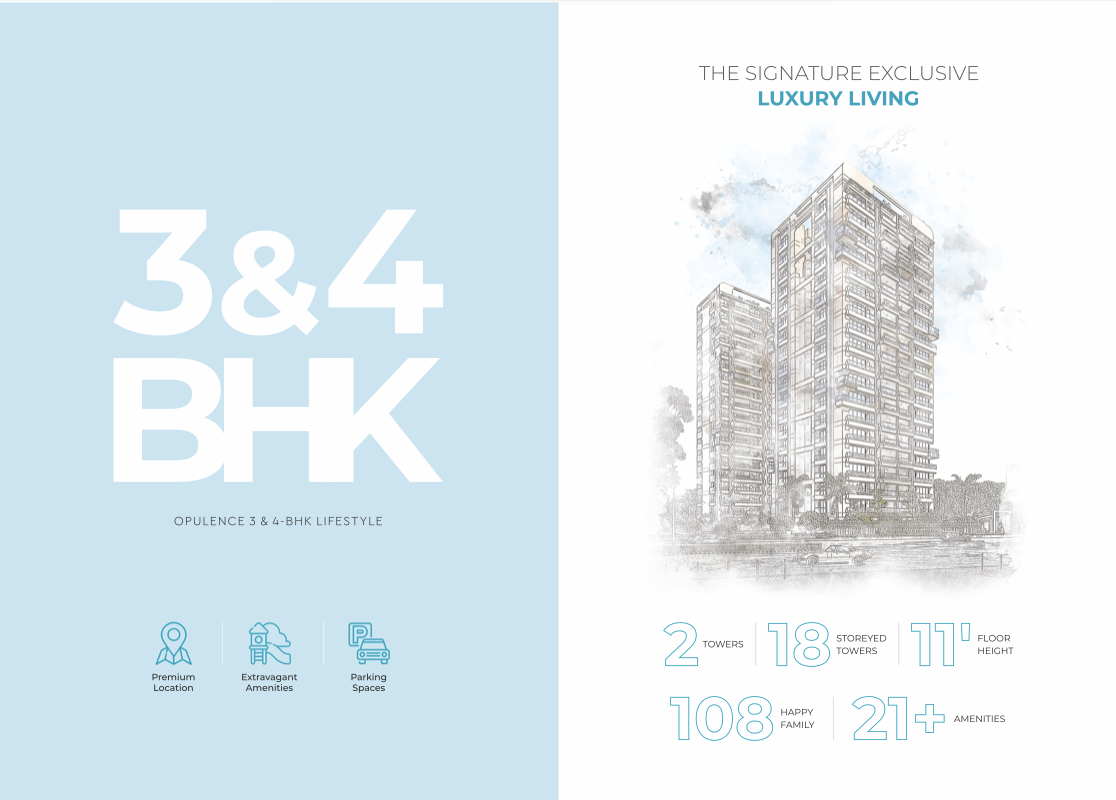 3&4
BHK
OPULENCE 3 & 4-BHK LIFESTYLE
Premium
Location
Extravagant
Amenities
P
Parking
Spaces
THE SIGNATURE EXCLUSIVE
LUXURY LIVING
2 TOWERS
18 STOREYED
TOWERS
11' FLOOR
HEIGHT
108 HAPPY
FAMILY
21+ AMENITIES